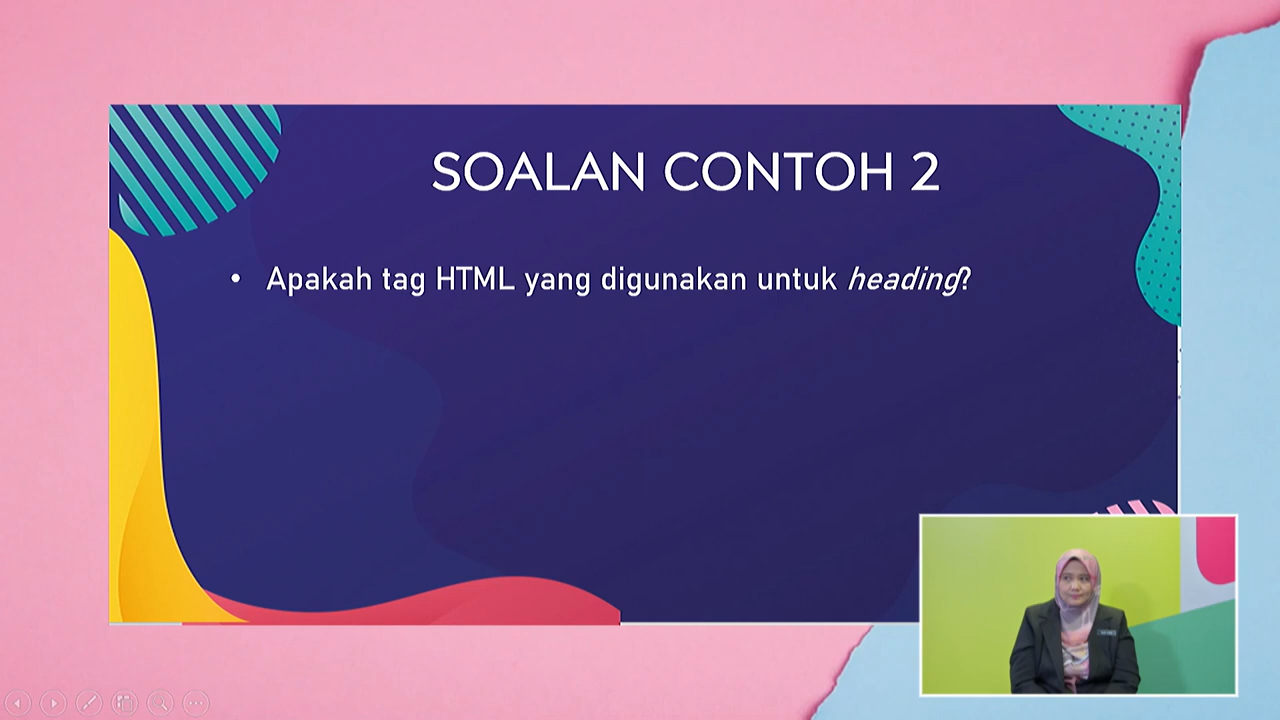 SOALAN CONTOH 2
• Apakah tag HTML yang digunakan untuk heading?